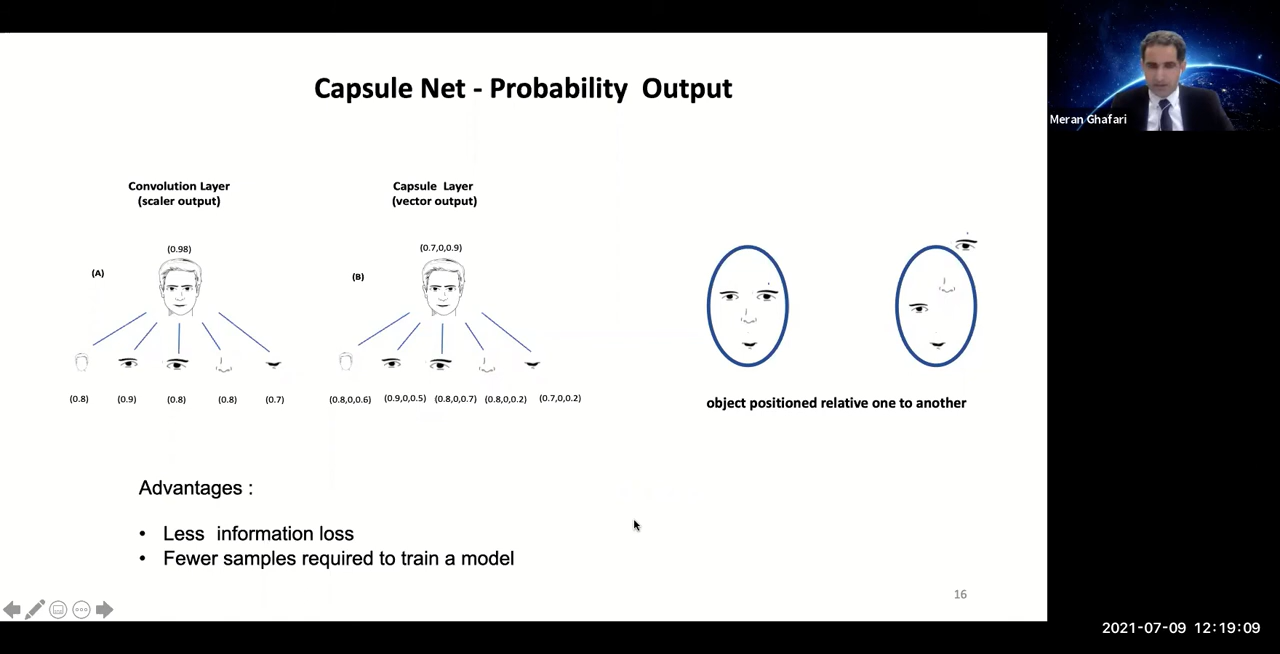 Capsule Net - Probability Output
Meran Ghafari
Convolution Layer
(scaler output)
Capsule Layer
(vector output)
(0.98)
(0.7,0,0.9)
(A)
(B)
(0.8)
(0.9)
(0.8)
(0.8)
(0.7)
(0.8,0,0.6)
(0.9,0,0.5)
(0.8,0,0.7)
(0.8,0,0.2)
(0.7,0,0.2)
object positioned relative one to another
Advantages :
• Less information loss
• Fewer samples required to train a model
16
2021-07-09 12:19:09